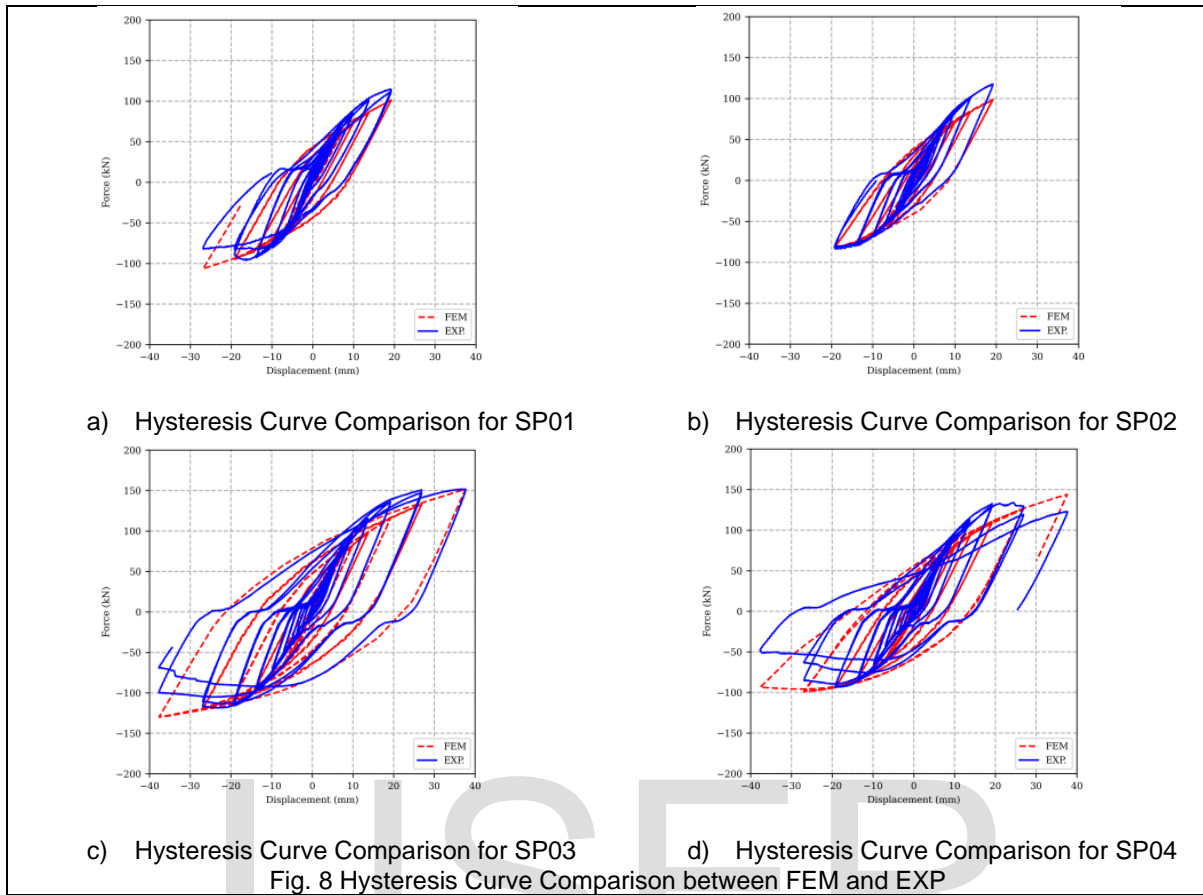 200
150
100
50
0
−50
−100
−150
−200
Force (kN)
−40 −30 −20 −10 0 10 20 30 40
Displacement (mm)
FEM
EXP.
200
150
100
50
0
−50
−100
−150
−200
Force (kN)
−40 −30 −20 −10 0 10 20 30 40
Displacement (mm)
FEM
EXP.
a) Hysteresis Curve Comparison for SP01
b) Hysteresis Curve Comparison for SP02
200
150
100
50
0
−50
−100
−150
−200
Force (kN)
−40 −30 −20 −10 0 10 20 30 40
Displacement (mm)
FEM
EXP.
200
150
100
50
0
−50
−100
−150
−200
Force (kN)
−40 −30 −20 −10 0 10 20 30 40
Displacement (mm)
FEM
EXP.
c) Hysteresis Curve Comparison for SP03
d) Hysteresis Curve Comparison for SP04
Fig. 8 Hysteresis Curve Comparison between FEM and EXP